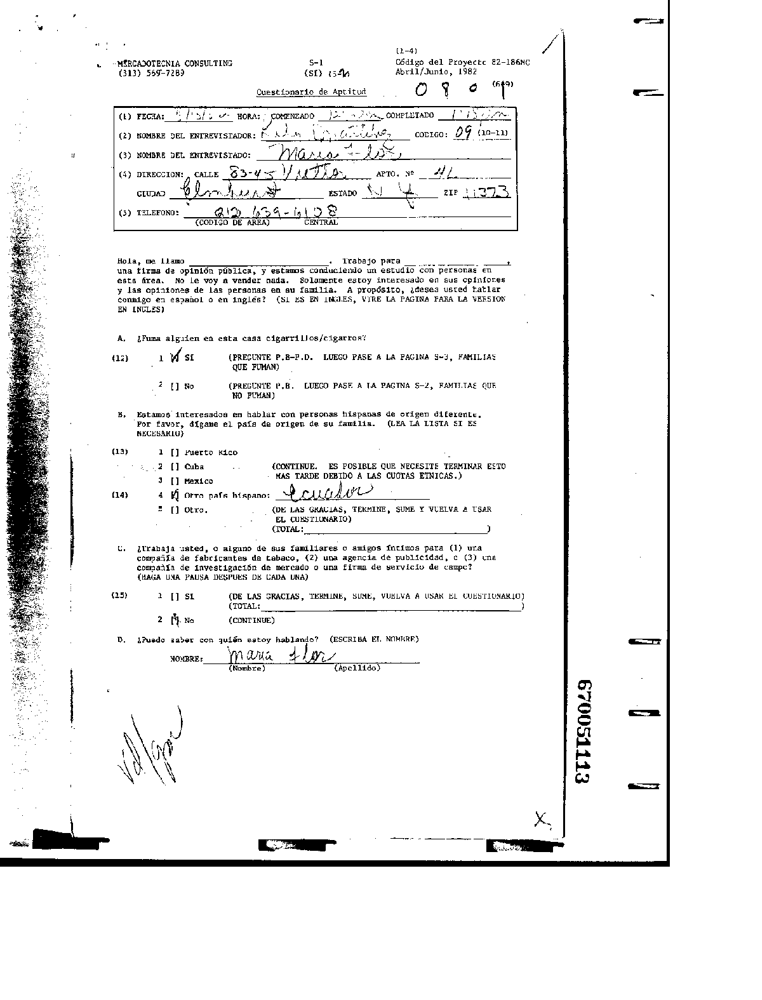 (1-4)
MERCADOTECNIA CONSULTING S-1 Código del Proyecto 82-186MC
(313) 569-7289 (SI) (5- Abril/Junio, 1982
Cuestionario de Aptitud 0 8 0 (6-9)
(1) FECHA: HORA: COMENZADO COMPLETADO
(2) NOMBRE DEL ENTREVISTADOR: CODIGO: 09 (10-11)
(3) NOMBRE DEL ENTREVISTADO: Maria Flor
(4) DIRECCION: CALLE 83-45 APTO. Nº 4L
CIUDAD Elmhurst ESTADO N Y ZIP 11373
(5) TELEFONO: 212 639-6108
(CODIGO DE AREA) CENTRAL
Hola, me llamo . Trabajo para ,
una firma de opinión pública, y estamos conduciendo un estudio con personas en
esta área. No le voy a vender nada. Solamente estoy interesado en sus opiniones
y las opiniones de las personas en su familia. A propósito, ¿desea usted hablar
conmigo en español o en inglés? (SI ES EN INGLES, VIRE LA PAGINA PARA LA VERSION
EN INGLES)
A. ¿Fuma alguien en esta casa cigarrillos/cigarros?
(12) 1 [] SI (PREGUNTE P.B-P.D. LUEGO PASE A LA PAGINA S-3, FAMILIAS
QUE FUMAN)
2 [] No (PREGUNTE P.B. LUEGO PASE A LA PAGINA S-2, FAMILIAS QUE
NO FUMAN)
B. Estamos interesados en hablar con personas hispanas de origen diferente.
Por favor, dígame el país de origen de su familia. (LEA LA LISTA SI ES
NECESARIO)
(13) 1 [] Puerto Rico
2 [] Cuba (CONTINUE. ES POSIBLE QUE NECESITE TERMINAR ESTO
3 [] Mexico MAS TARDE DEBIDO A LAS CUOTAS ETNICAS.)
(14) 4 [] Otro país hispano: Ecuador
5 [] Otro. (DE LAS GRACIAS, TERMINE, SUME Y VUELVA A USAR
EL CUESTIONARIO)
(TOTAL: )
C. ¿Trabaja usted, o alguno de sus familiares o amigos íntimos para (1) una
compañía de fabricantes de tabaco, (2) una agencia de publicidad, o (3) una
compañía de investigación de mercado o una firma de servicio de campo?
(HAGA UNA PAUSA DESPUES DE CADA UNA)
(15) 1 [] SI (DE LAS GRACIAS, TERMINE, SUME, VUELVA A USAR EL CUESTIONARIO)
(TOTAL: )
2 [] No (CONTINUE)
D. ¿Puedo saber con quién estoy hablando? (ESCRIBA EL NOMBRE)
NOMBRE: Maria Flor
(Nombre) (Apellido)
670051113
X